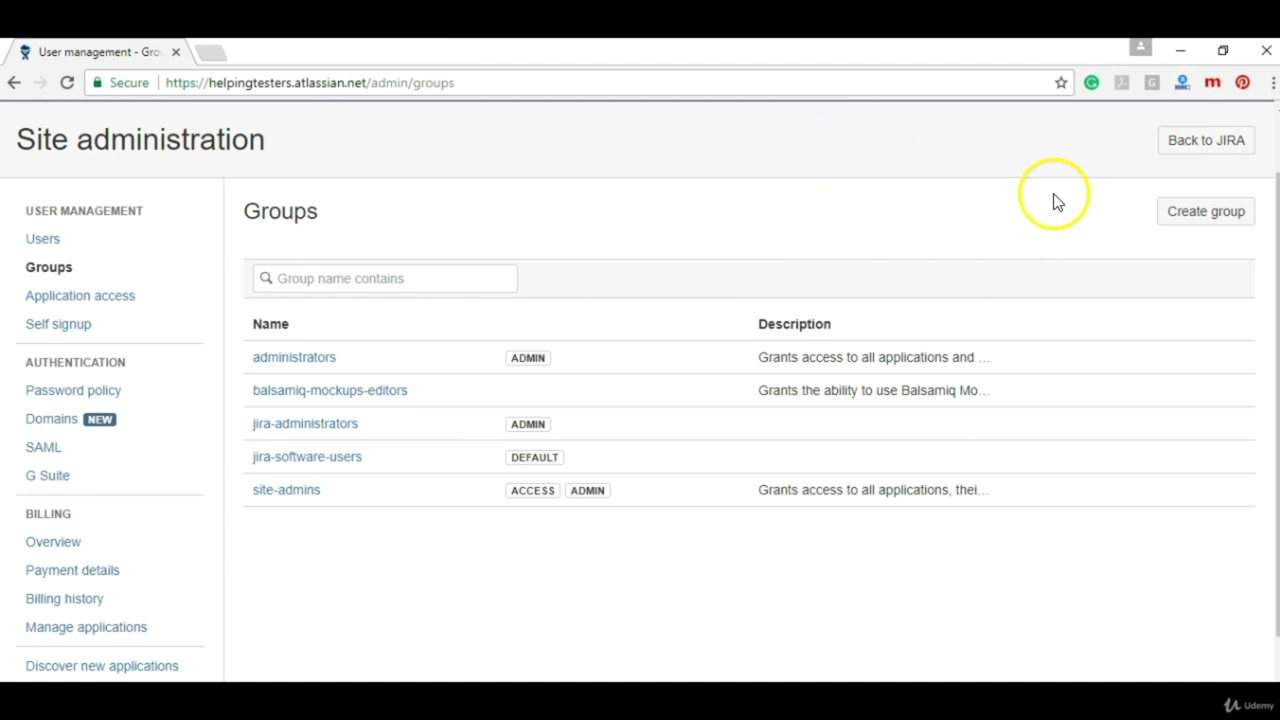 User management - Gro
Secure
https://helpingtesters.atlassian.net/admin/groups
G
m
Site administration
Back to JIRA
USER MANAGEMENT
Users
Groups
Application access
Self signup
AUTHENTICATION
Password policy
Domains NEW
SAML
G Suite
BILLING
Overview
Payment details
Billing history
Manage applications
Discover new applications
Groups
Create group
Group name contains
Name Description
administrators ADMIN Grants access to all applications and …
balsamiq-mockups-editors Grants the ability to use Balsamiq Mo…
jira-administrators ADMIN
jira-software-users DEFAULT
site-admins ACCESS ADMIN Grants access to all applications, thei…
Udemy